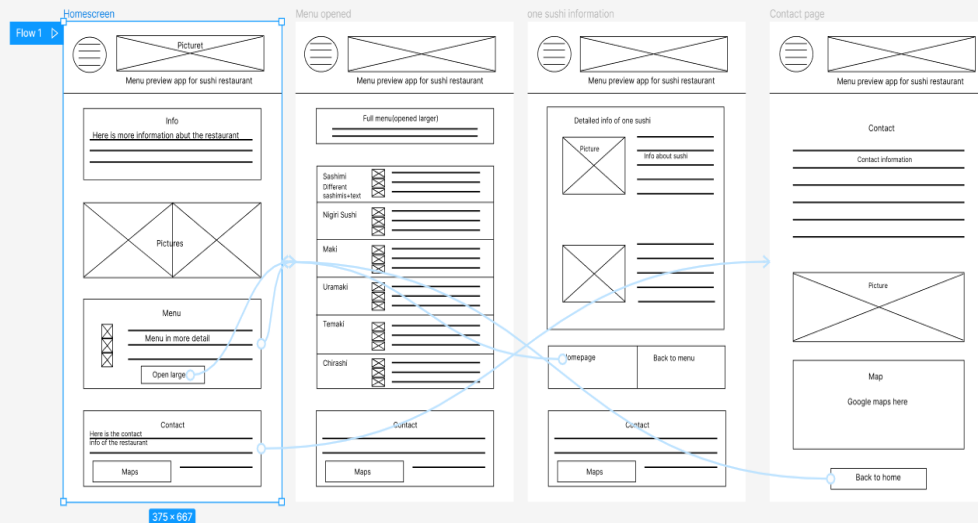 Homescreen
Menu opened
one sushi information
Contact page
Flow 1
Picturet
Menu preview app for sushi restaurant
Info
Here is more information abut the restaurant
Pictures
Menu
Menu in more detail
Open large
Contact
Here is the contact
info of the restaurant
Maps
375 × 667
Menu preview app for sushi restaurant
Full menu(opened larger)
Sashimi
Different
sashimis+text
Nigiri Sushi
Maki
Uramaki
Temaki
Chirashi
Contact
Maps
Menu preview app for sushi restaurant
Detailed info of one sushi
Picture
Info about sushi
Homepage
Back to menu
Contact
Maps
Menu preview app for sushi restaurant
Contact
Contact information
Picture
Map
Google maps here
Back to home